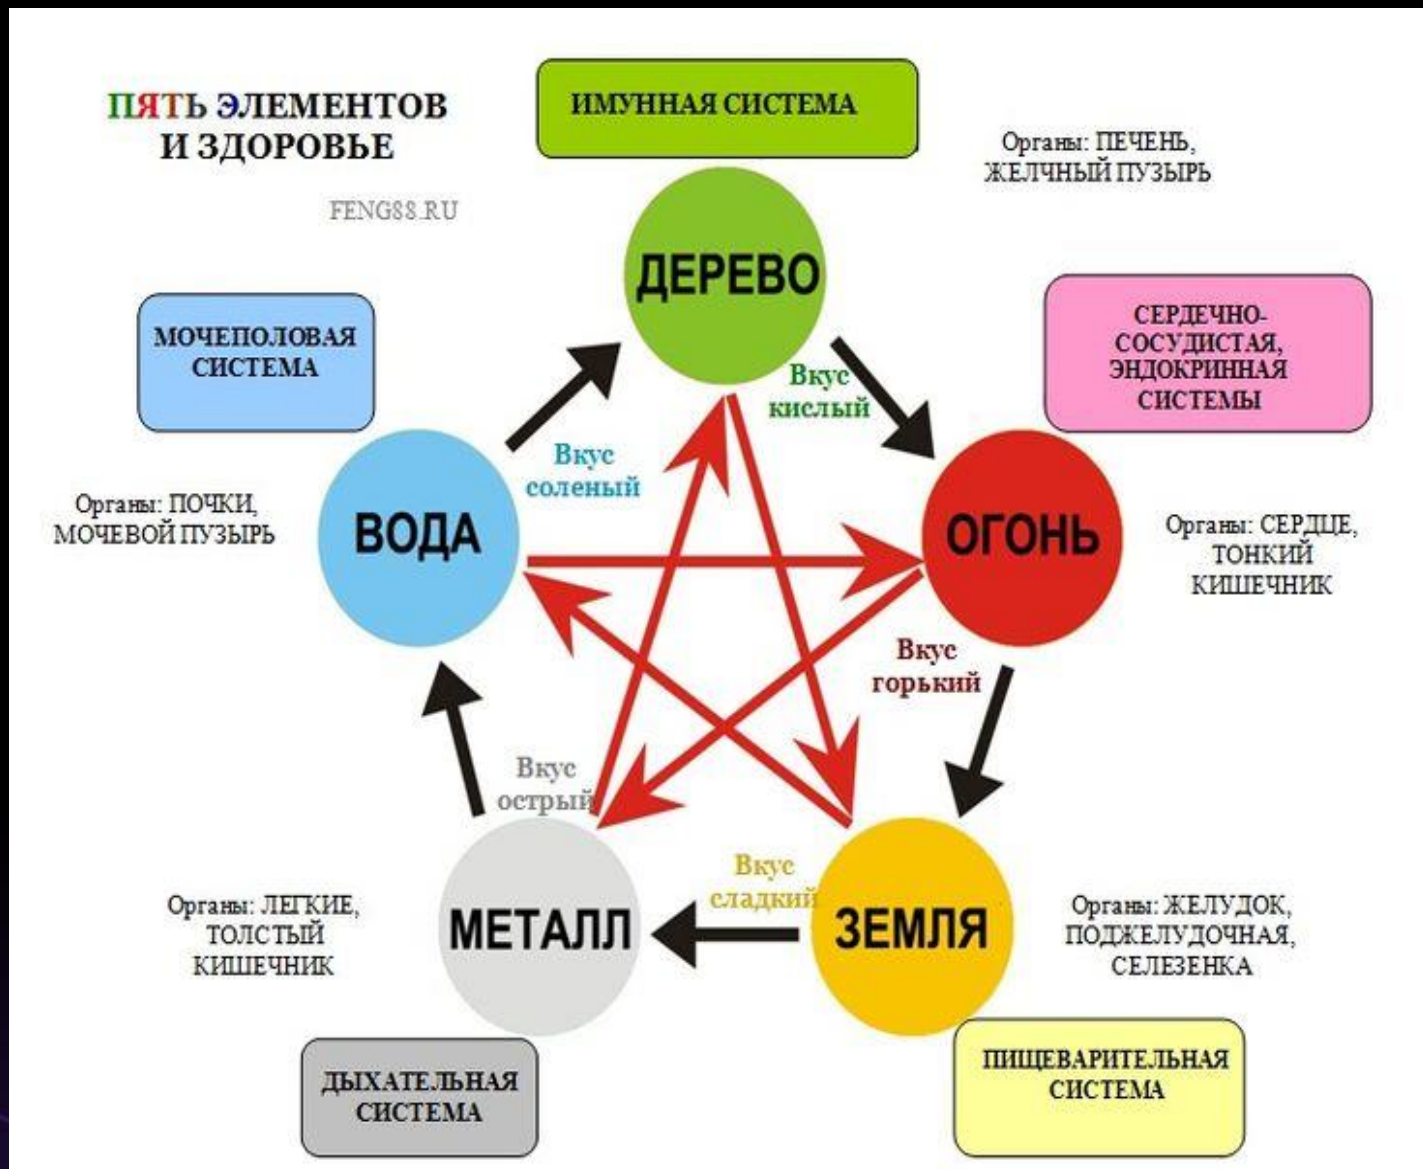 ПЯТЬ ЭЛЕМЕНТОВ
И ЗДОРОВЬЕ
FENG88.RU
ИМУННАЯ СИСТЕМА
Органы: ПЕЧЕНЬ,
ЖЕЛЧНЫЙ ПУЗЫРЬ
ДЕРЕВО
МОЧЕПОЛОВАЯ
СИСТЕМА
СЕРДЕЧНО-
СОСУДИСТАЯ,
ЭНДОКРИННАЯ
СИСТЕМЫ
Вкус
кислый
Вкус
соленый
Органы: ПОЧКИ,
МОЧЕВОЙ ПУЗЫРЬ
ВОДА
ОГОНЬ
Органы: СЕРДЦЕ,
ТОНКИЙ
КИШЕЧНИК
Вкус
горький
Вкус
острый
Вкус
сладкий
Органы: ЛЕГКИЕ,
ТОЛСТЫЙ
КИШЕЧНИК
МЕТАЛЛ
ЗЕМЛЯ
Органы: ЖЕЛУДОК,
ПОДЖЕЛУДОЧНАЯ,
СЕЛЕЗЕНКА
ДЫХАТЕЛЬНАЯ
СИСТЕМА
ПИЩЕВАРИТЕЛЬНАЯ
СИСТЕМА